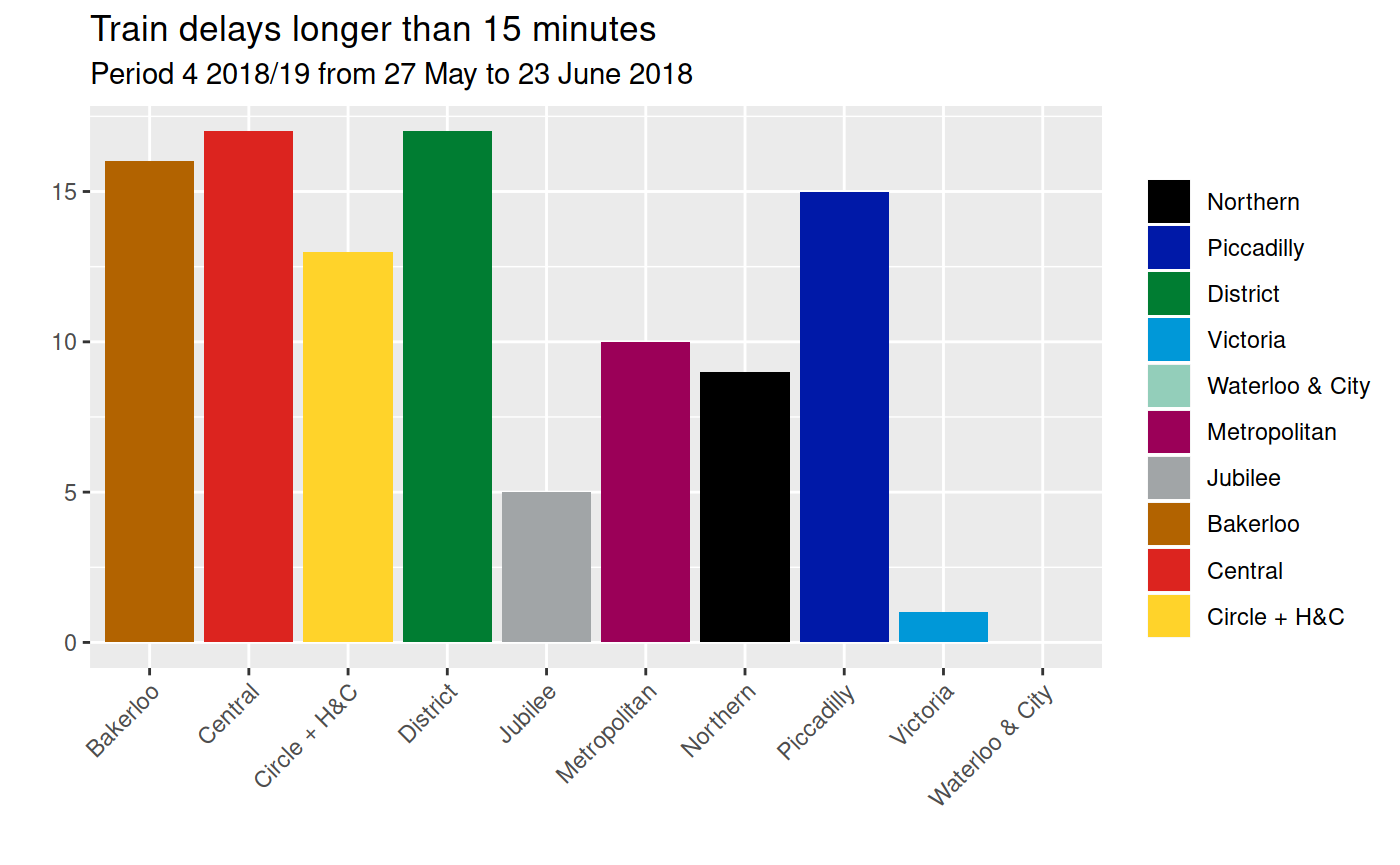 Train delays longer than 15 minutes
Period 4 2018/19 from 27 May to 23 June 2018
15
10
5
0
Bakerloo
Central
Circle + H&C
District
Jubilee
Metropolitan
Northern
Piccadilly
Victoria
Waterloo & City
Northern
Piccadilly
District
Victoria
Waterloo & City
Metropolitan
Jubilee
Bakerloo
Central
Circle + H&C